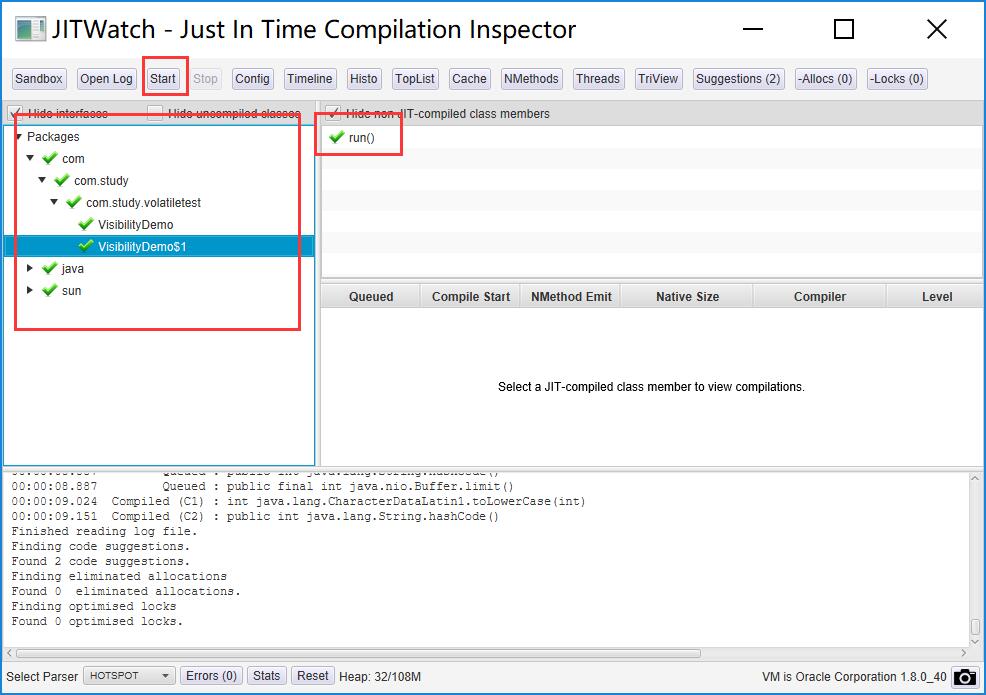 JITWatch - Just In Time Compilation Inspector
Sandbox Open Log Start Stop Config Timeline Histo TopList Cache NMethods Threads TriView Suggestions (2) -Allocs (0) -Locks (0)
Hide interfaces Hide uncompiled classes Hide non JIT-compiled class members
Packages
run()
com
com.study
com.study.volatiletest
VisibilityDemo
VisibilityDemo$1
java
sun
Queued Compile Start NMethod Emit Native Size Compiler Level
Select a JIT-compiled class member to view compilations.
Queued : public int java.lang.String.hashCode()
00:00:08.887 Queued : public final int java.nio.Buffer.limit()
00:00:09.024 Compiled (C1) : int java.lang.CharacterDataLatin1.toLowerCase(int)
00:00:09.151 Compiled (C2) : public int java.lang.String.hashCode()
Finished reading log file.
Finding code suggestions.
Found 2 code suggestions.
Finding eliminated allocations
Found 0  eliminated allocations.
Finding optimised locks
Found 0 optimised locks.
Select Parser HOTSPOT Errors (0) Stats Reset Heap: 32/108M VM is Oracle Corporation 1.8.0_40